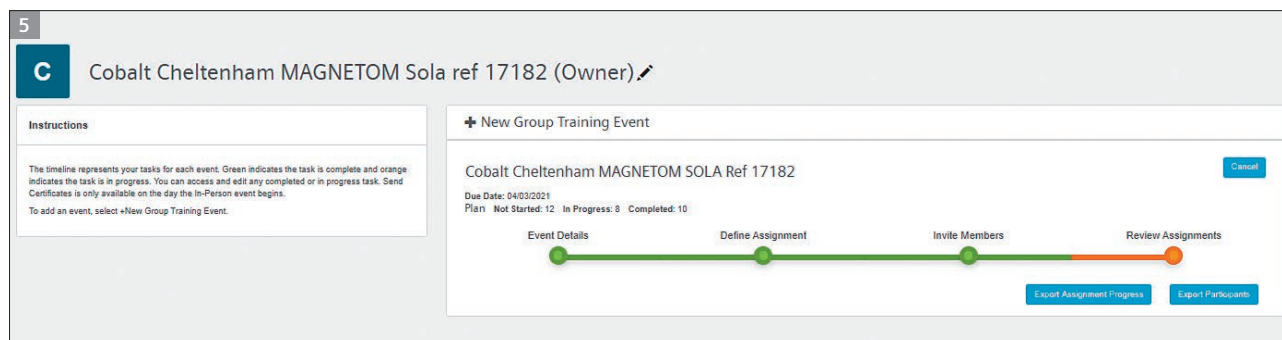 5
C
Cobalt Cheltenham MAGNETOM Sola ref 17182 (Owner)
Instructions
The timeline represents your tasks for each event. Green indicates the task is complete and orange
indicates the task is in progress. You can access and edit any completed or in progress task. Send
Certificates is only available on the day the In-Person event begins.
To add an event, select +New Group Training Event.
+ New Group Training Event
Cobalt Cheltenham MAGNETOM SOLA Ref 17182
Cancel
Due Date: 04/03/2021
Plan Not Started: 12 In Progress: 8 Completed: 10
Event Details Define Assignment Invite Members Review Assignments
Export Assignment Progress Export Participants